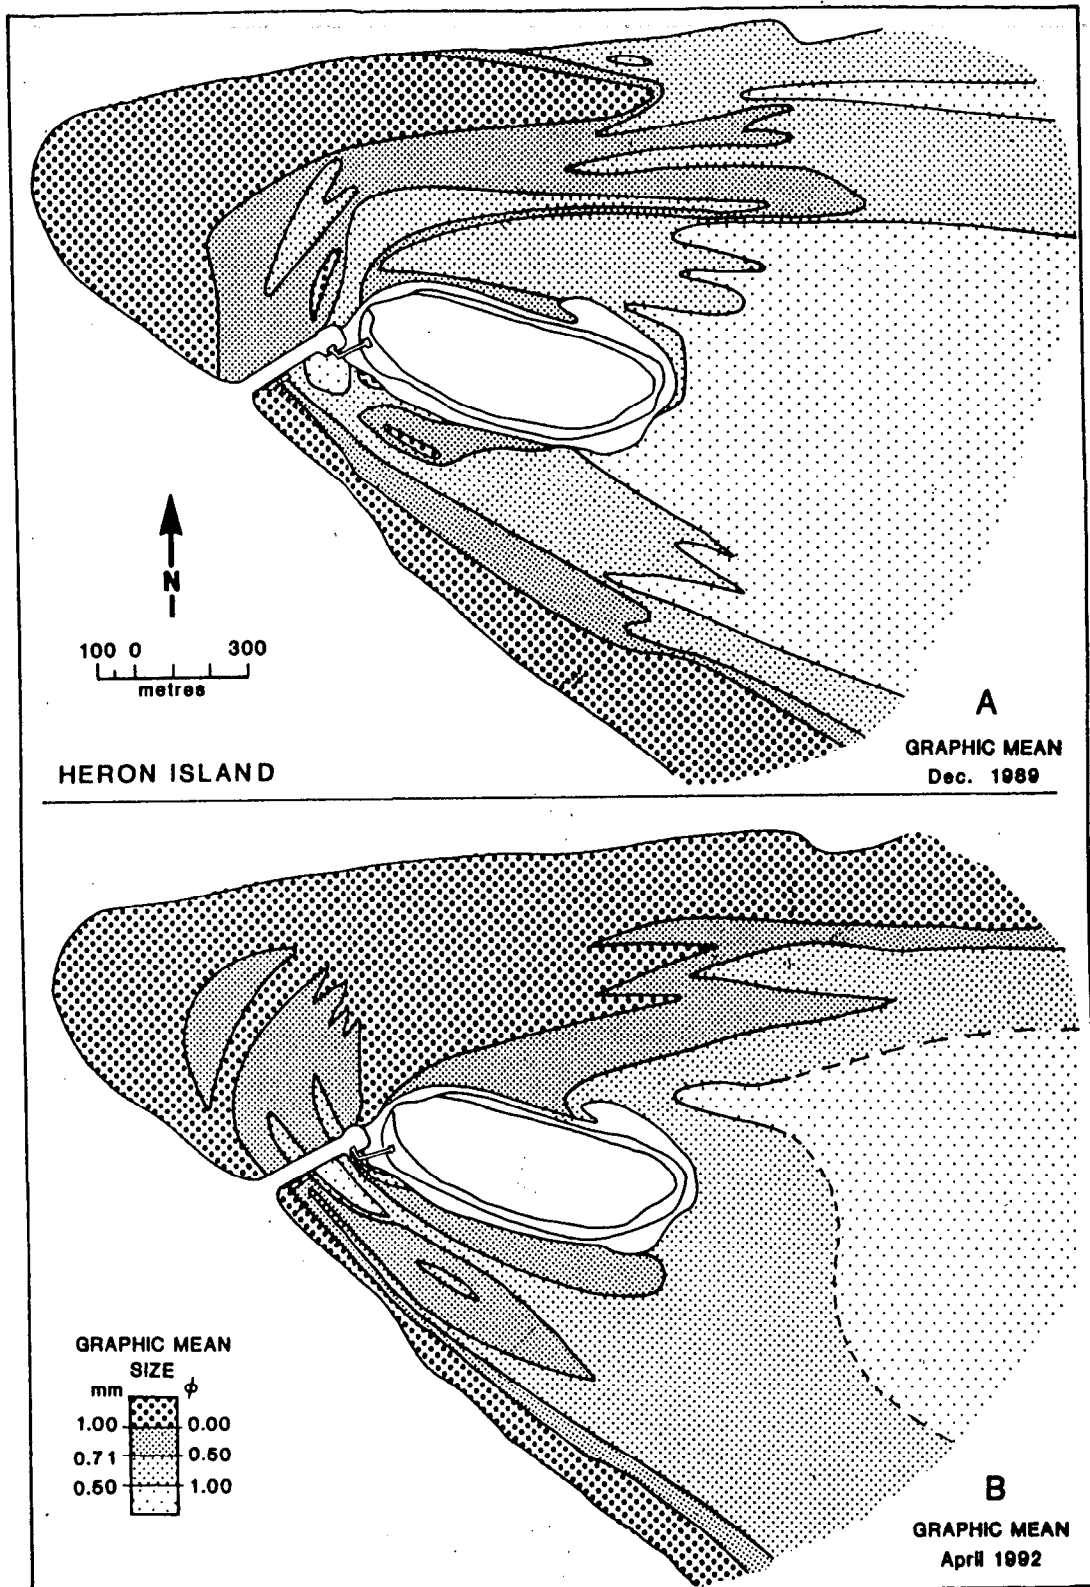 N
100 0 300
metres
HERON ISLAND
A
GRAPHIC MEAN
Dec. 1989
GRAPHIC MEAN
SIZE
mm ϕ
1.00 0.00
0.71 0.50
0.50 1.00
B
GRAPHIC MEAN
April 1992